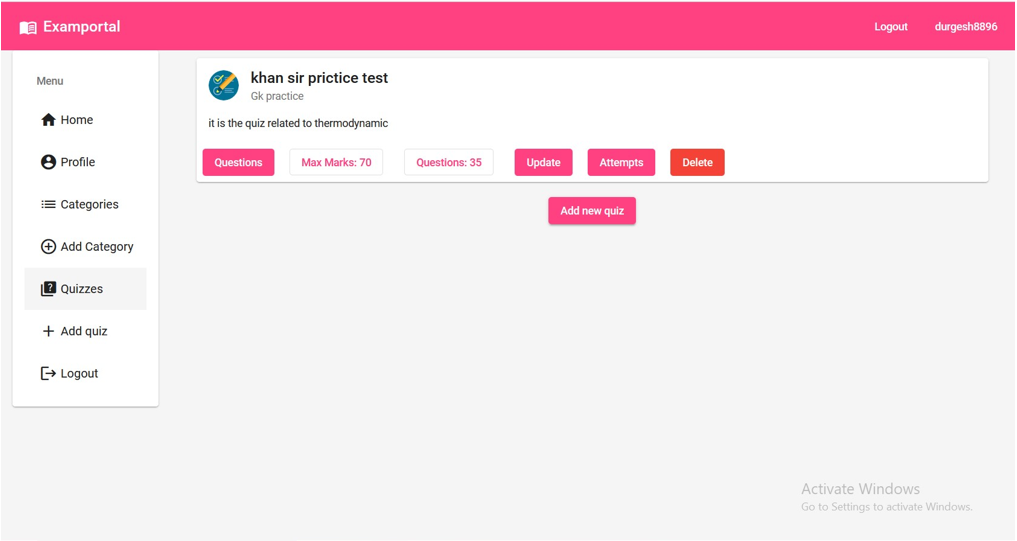 Examportal
Logout
durgesh8896
Menu
Home
Profile
Categories
Add Category
Quizzes
Add quiz
Logout
khan sir prictice test
Gk practice
it is the quiz related to thermodynamic
Questions
Max Marks: 70
Questions: 35
Update
Attempts
Delete
Add new quiz
Activate Windows
Go to Settings to activate Windows.